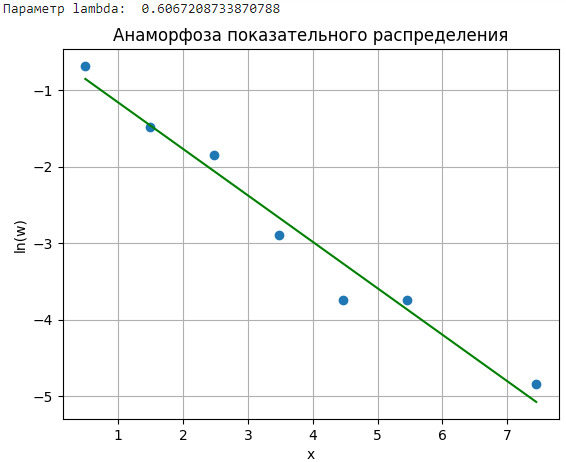 Параметр lambda:  0.6067208733870788
Анаморфоза показательного распределения
−1
−2
−3
−4
−5
ln(w)
1 2 3 4 5 6 7
x